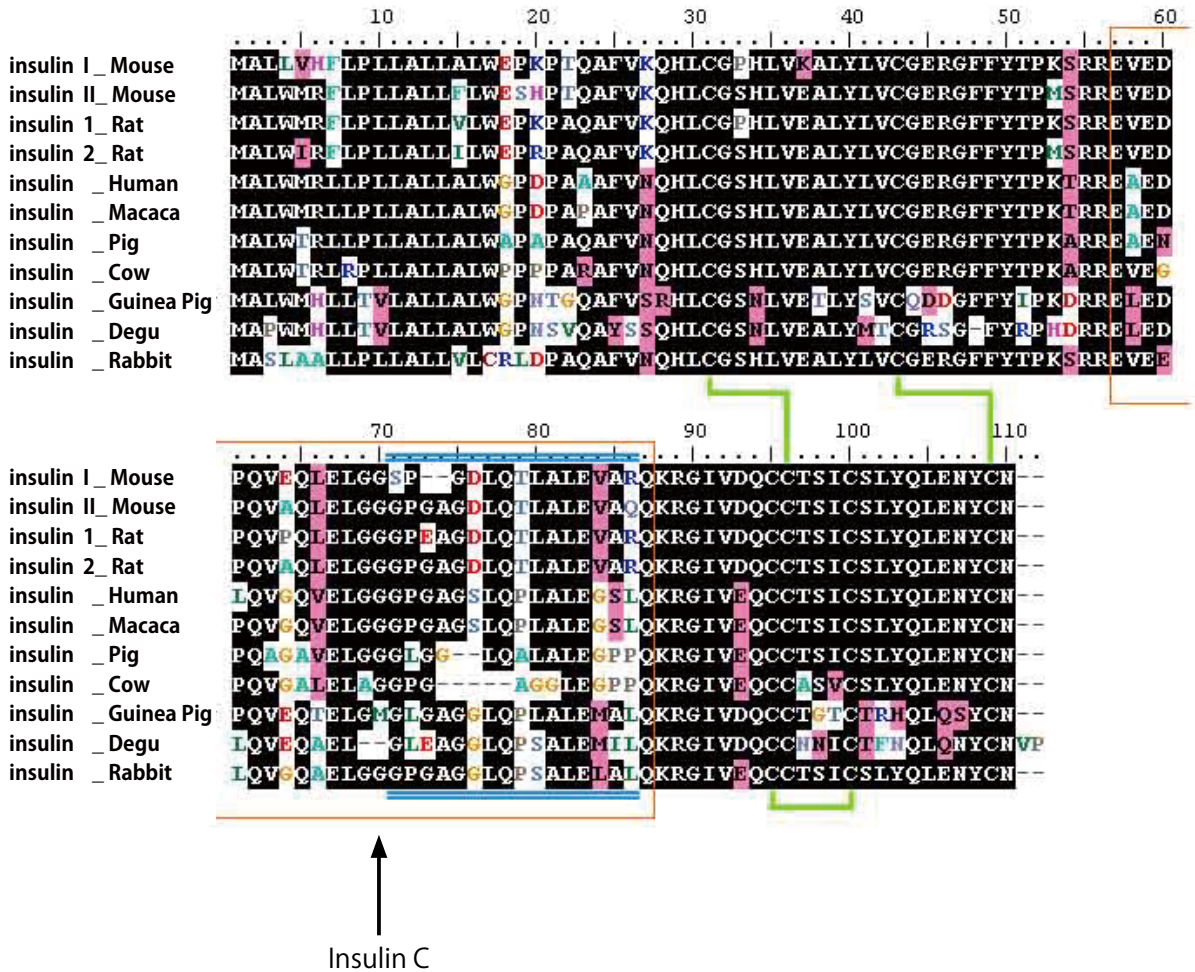 10 20 30 40 50 60
insulin I_ Mouse MALLVHFLPLLALLALWEPKPTQAFVKQHLCGPHLVKALYLVCGERGFFYTPKSRREVED
insulin II_ Mouse MALWMRFLPLLALLFLWESHPTQAFVKQHLCGSHLVEALYLVCGERGFFYTPMSRREVED
insulin 1_ Rat MALWMRFLPLLALLVLWEPKPAQAFVKQHLCGPHLVEALYLVCGERGFFYTPKSRREVED
insulin 2_ Rat MALWIRFLPLLALLILWEPRPAQAFVKQHLCGSHLVEALYLVCGERGFFYTPMSRREVED
insulin _ Human MALWMRLLPLLALLALWGPDPAAAFVNQHLCGSHLVEALYLVCGERGFFYTPKTRREAED
insulin _ Macaca MALWMRLLPLLALLALWGPDPAPAFVNQHLCGSHLVEALYLVCGERGFFYTPKTRREAED
insulin _ Pig MALWTRLLPLLALLALWAPAPAQAFVNQHLCGSHLVEALYLVCGERGFFYTPKARREAEN
insulin _ Cow MALWTRLRPLLALLALWPPPPARAFVNQHLCGSHLVEALYLVCGERGFFYTPKARREVEG
insulin _ Guinea Pig MALWMHLLTVLALLALWGPNTGQAFVSRHLCGSNLVETLYSVCQDDGFFYIPKDRRELED
insulin _ Degu MAPWMHLLTVLALLALWGPNSVQAYSSQHLCGSNLVEALYMTCGRSG-FYRPHDRRELED
insulin _ Rabbit MASLAALLPLLALLVLCRLDPAQAFVNQHLCGSHLVEALYLVCGERGFFYTPKSRREVEE
70 80 90 100 110
insulin I_ Mouse PQVEQLELGGSP--GDLQTLALEVARQKRGIVDQCCTSICSLYQLENYCN--
insulin II_ Mouse PQVAQLELGGGPGAGDLQTLALEVAQQKRGIVDQCCTSICSLYQLENYCN--
insulin 1_ Rat PQVPQLELGGGPEAGDLQTLALEVARQKRGIVDQCCTSICSLYQLENYCN--
insulin 2_ Rat PQVAQLELGGGPGAGDLQTLALEVARQKRGIVDQCCTSICSLYQLENYCN--
insulin _ Human LQVGQVELGGGPGAGSLQPLALEGSLQKRGIVEQCCTSICSLYQLENYCN--
insulin _ Macaca PQVGQVELGGGPGAGSLQPLALEGSLQKRGIVEQCCTSICSLYQLENYCN--
insulin _ Pig PQAGAVELGGGLGG--LQALALEGPPQKRGIVEQCCTSICSLYQLENYCN--
insulin _ Cow PQVGALELAGGPG-----AGGLEGPPQKRGIVEQCCASVCSLYQLENYCN--
insulin _ Guinea Pig PQVEQTELGMGLGAGGLQPLALEMALQKRGIVDQCCTGTCTRHQLQSYCN--
insulin _ Degu LQVEQAEL--GLEAGGLQPSALEMILQKRGIVDQCCNNICTFNQLQNYCNVP
insulin _ Rabbit LQVGQAELGGGPGAGGLQPSALELALQKRGIVEQCCTSICSLYQLENYCN--
Insulin C